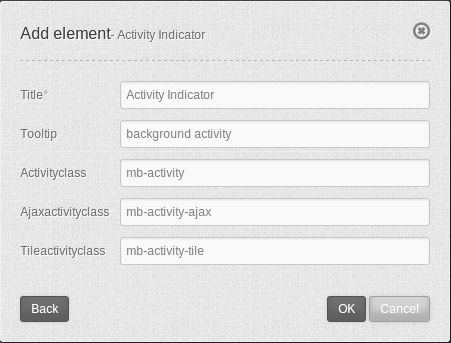 Add element - Activity Indicator
Title* Activity Indicator
Tooltip background activity
Activityclass mb-activity
Ajaxactivityclass mb-activity-ajax
Tileactivityclass mb-activity-tile
Back OK Cancel